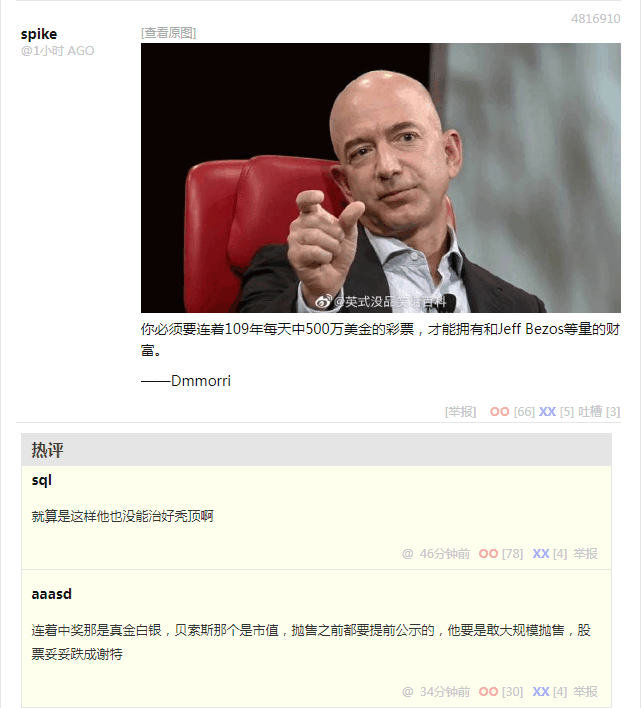 4816910
spike
@1小时 AGO
[查看原图]
@英式没品笑话百科
你必须要连着109年每天中500万美金的彩票，才能拥有和Jeff Bezos等量的财
富。
——Dmmorri
[举报] OO [66] XX [5] 吐槽 [3]
热评
sql
就算是这样他也没能治好秃顶啊
@ 46分钟前 OO [78] XX [4] 举报
aaasd
连着中奖那是真金白银，贝索斯那个是市值，抛售之前都要提前公示的，他要是敢大规模抛售，股
票妥妥跌成谢特
@ 34分钟前 OO [30] XX [4] 举报